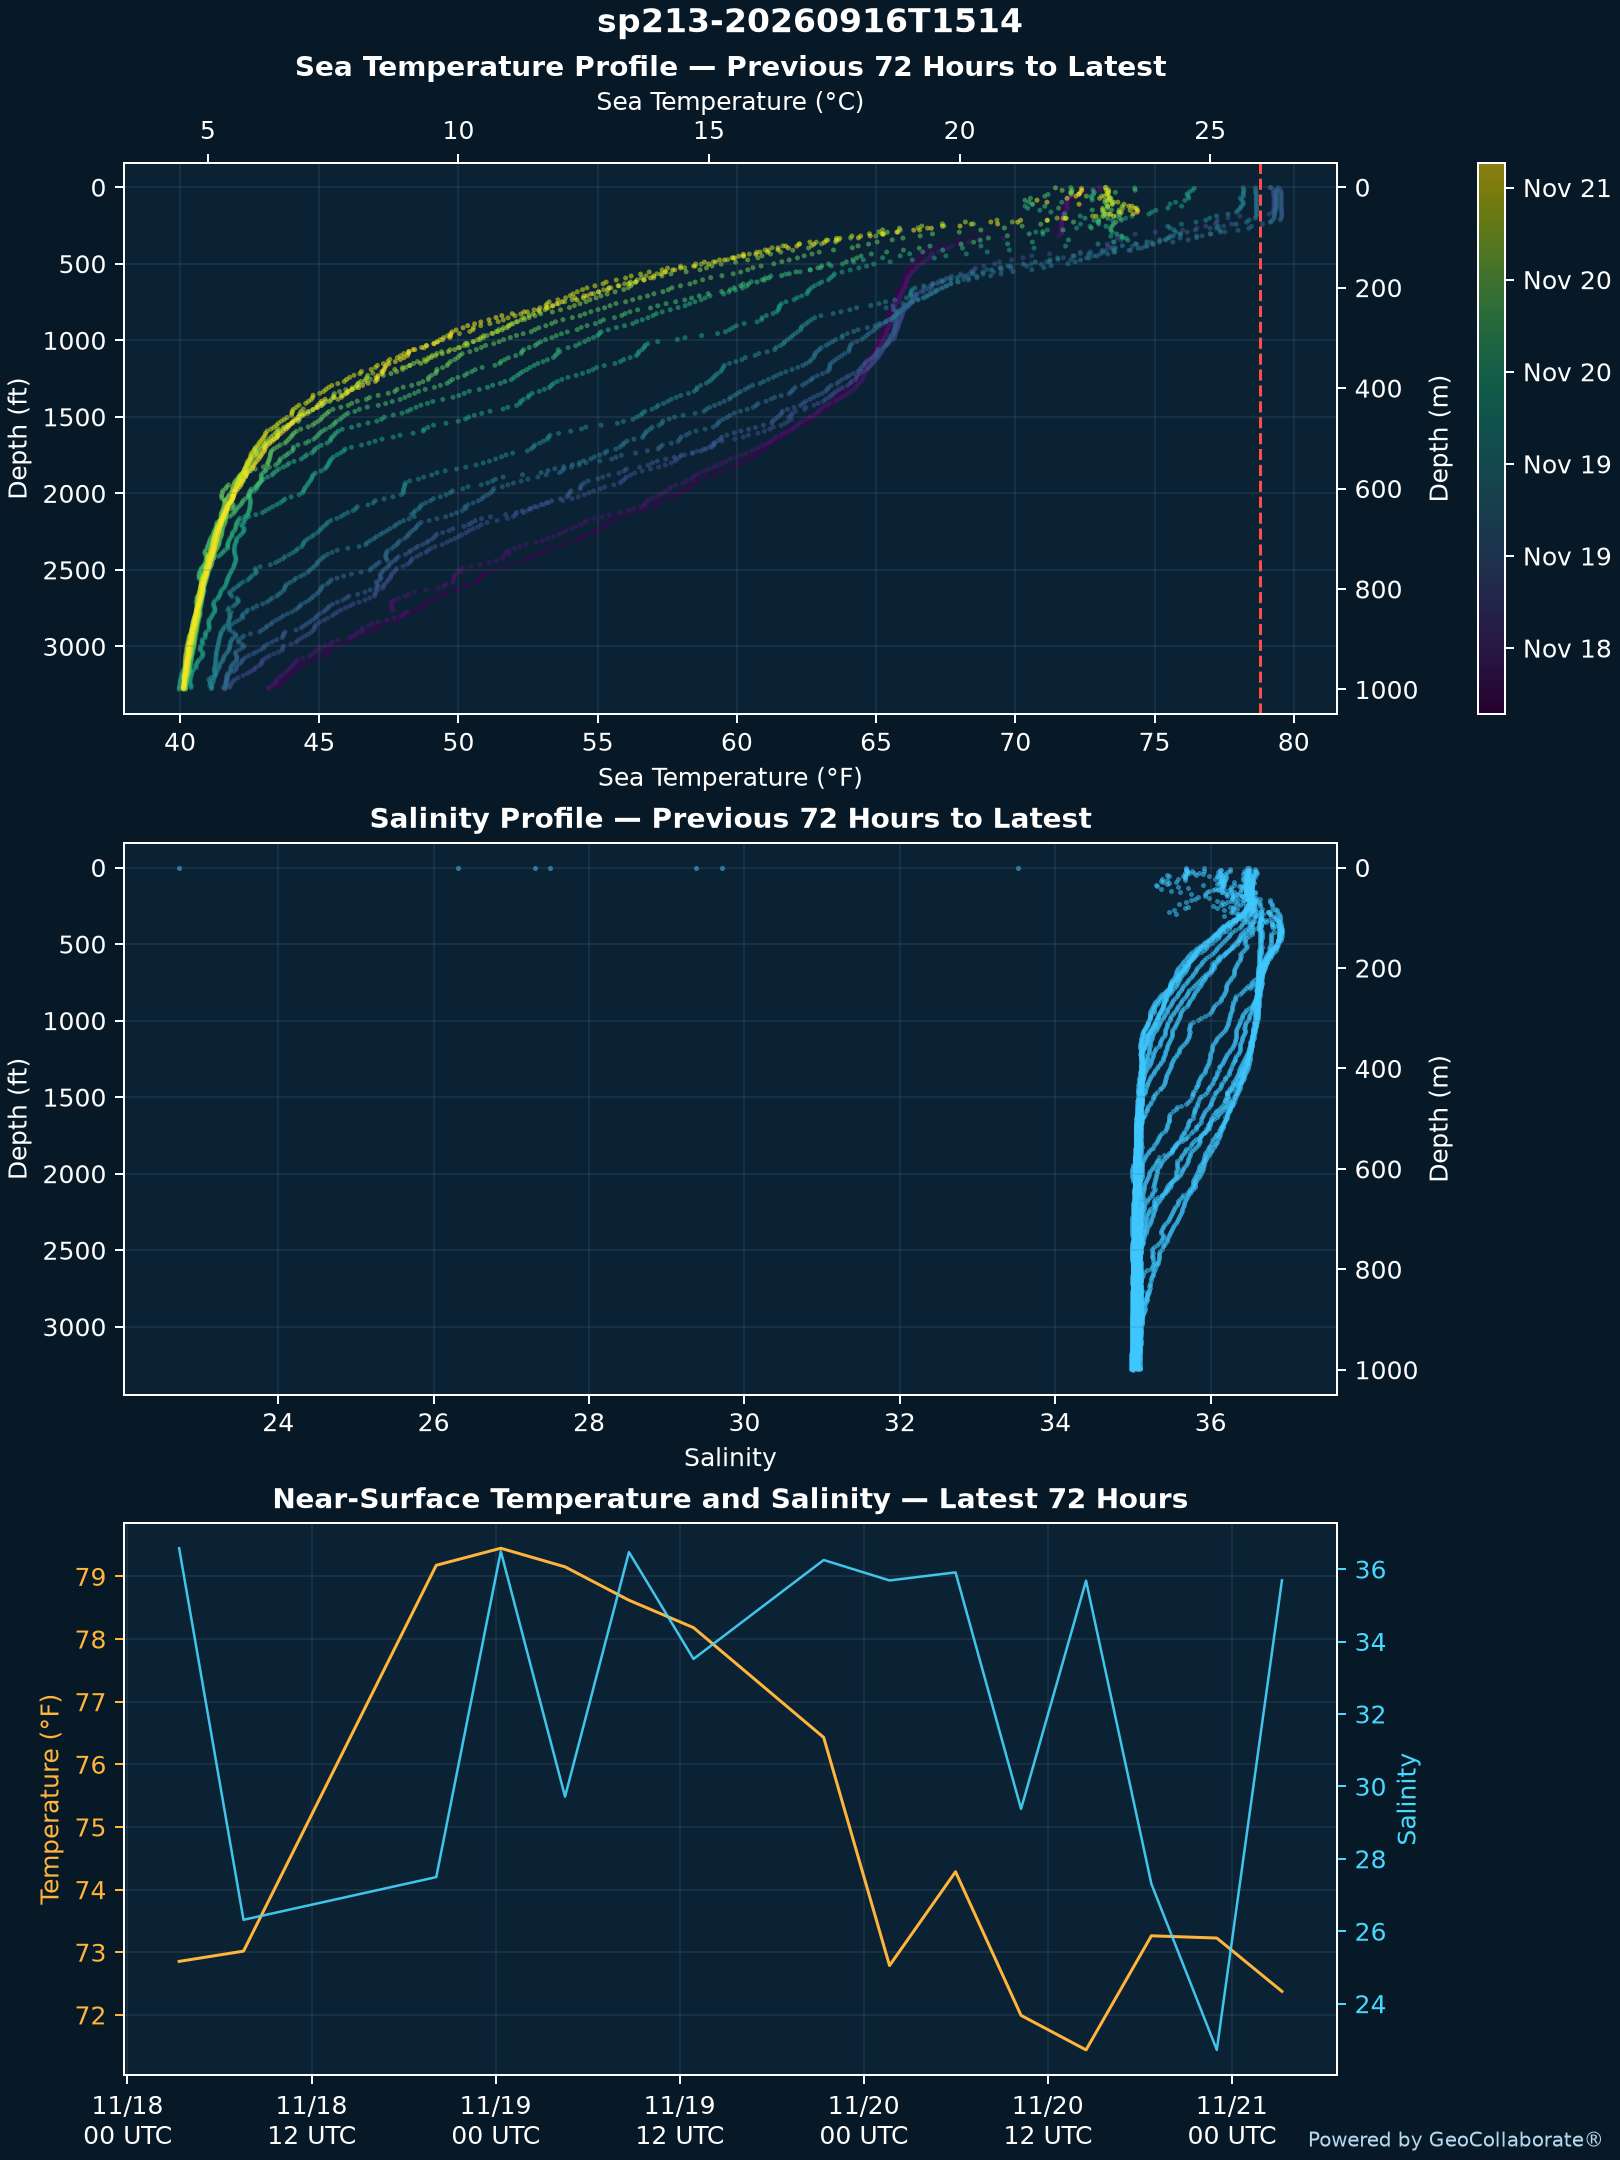 sp213-20260916T1514
Sea Temperature Profile — Previous 72 Hours to Latest
Sea Temperature (°C)
5 10 15 20 25
0 500 1000 1500 2000 2500 3000
Depth (ft)
0 200 400 600 800 1000
Depth (m)
Nov 21
Nov 20
Nov 20
Nov 19
Nov 19
Nov 18
40 45 50 55 60 65 70 75 80
Sea Temperature (°F)
Salinity Profile — Previous 72 Hours to Latest
0 500 1000 1500 2000 2500 3000
Depth (ft)
0 200 400 600 800 1000
Depth (m)
24 26 28 30 32 34 36
Salinity
Near-Surface Temperature and Salinity — Latest 72 Hours
79 78 77 76 75 74 73 72
Temperature (°F)
36 34 32 30 28 26 24
Salinity
11/18 11/18 11/19 11/19 11/20 11/20 11/21
00 UTC 12 UTC 00 UTC 12 UTC 00 UTC 12 UTC 00 UTC
Powered by GeoCollaborate®